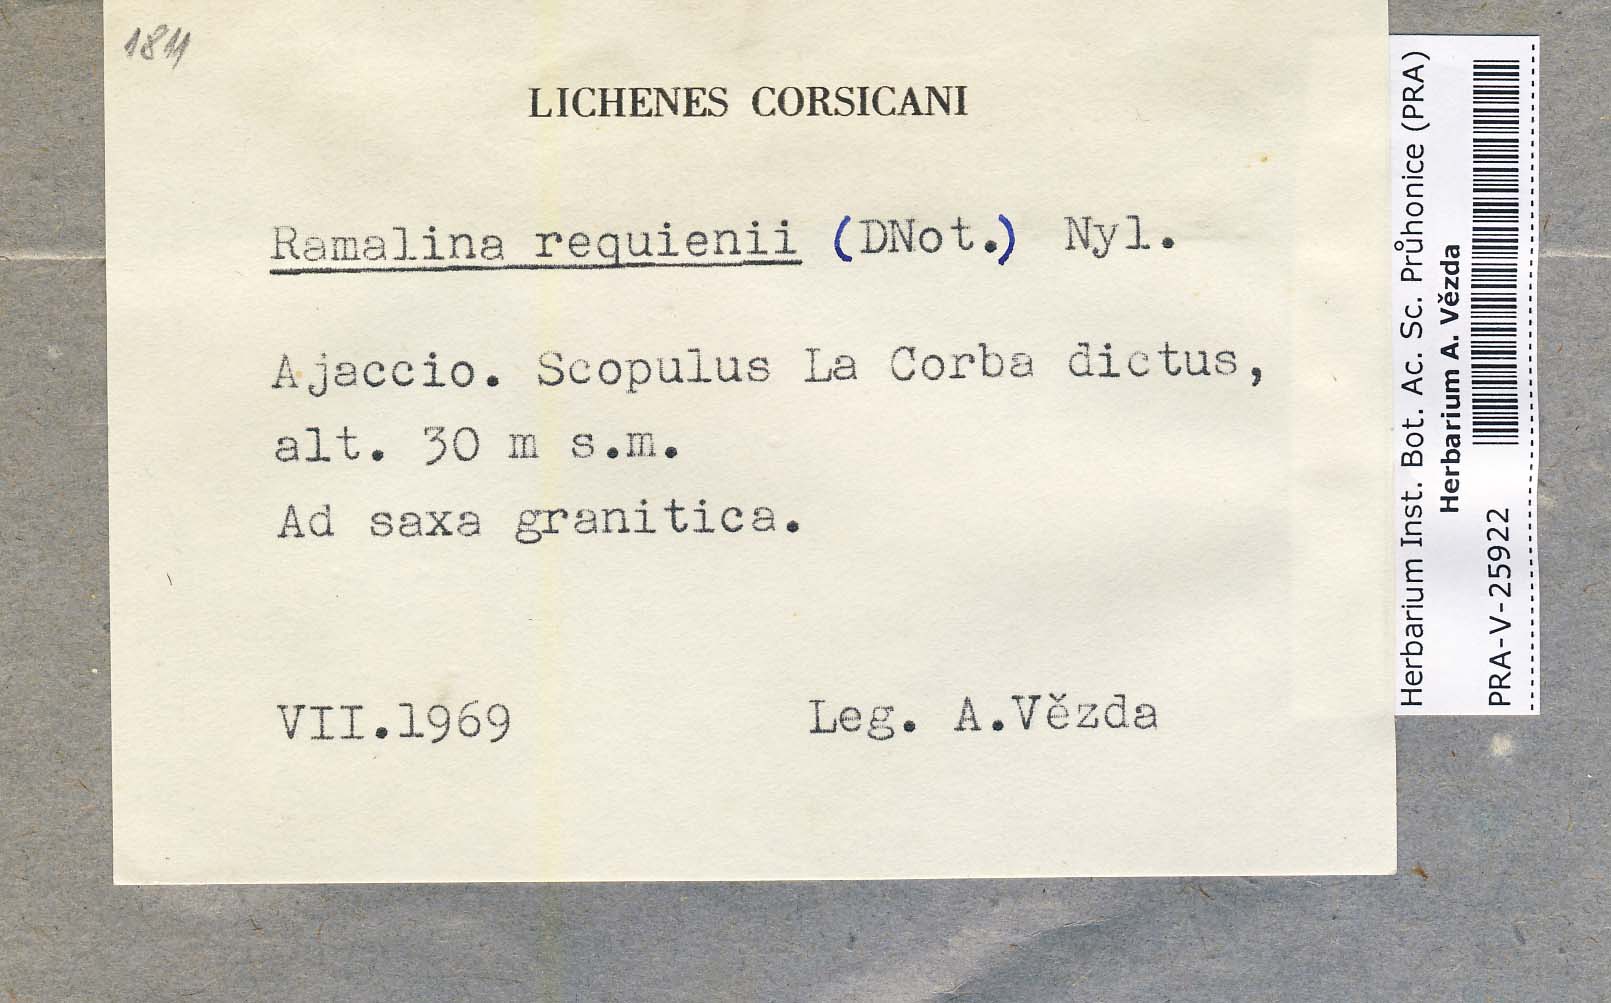 1811
LICHENES CORSICANI
Ramalina requienii (DNot.) Nyl.
Ajaccio. Scopulus La Corba dictus,
alt. 30 m s.m.
Ad saxa granitica.
VII.1969 Leg. A.Vězda
Herbarium Inst. Bot. Ac. Sc. Průhonice (PRA)
Herbarium A. Vězda
PRA-V-25922